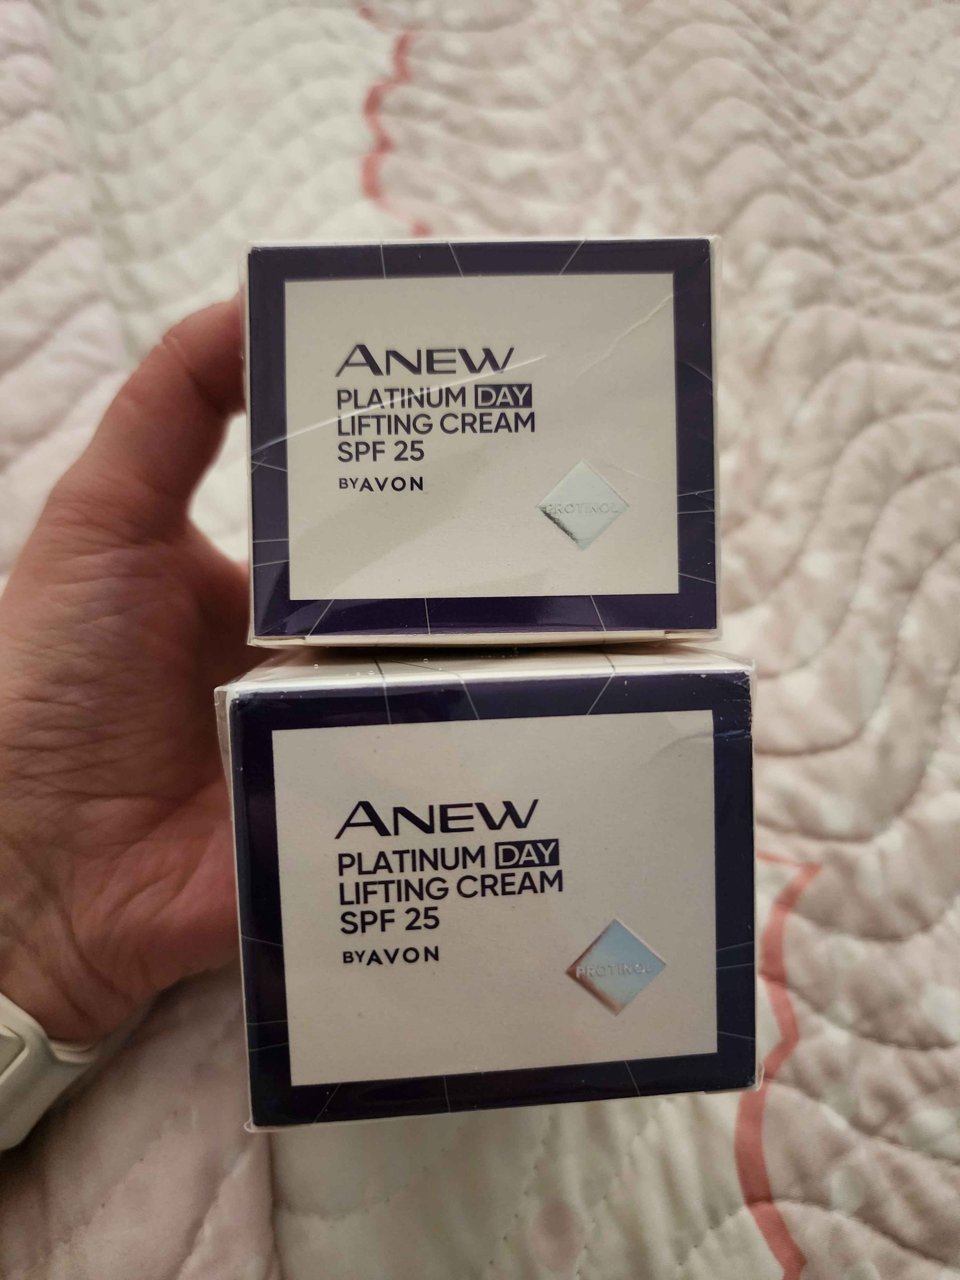 ANEW
PLATINUM DAY
LIFTING CREAM
SPF 25
BY AVON
PROTINOL
ANEW
PLATINUM DAY
LIFTING CREAM
SPF 25
BY AVON
PROTINOL